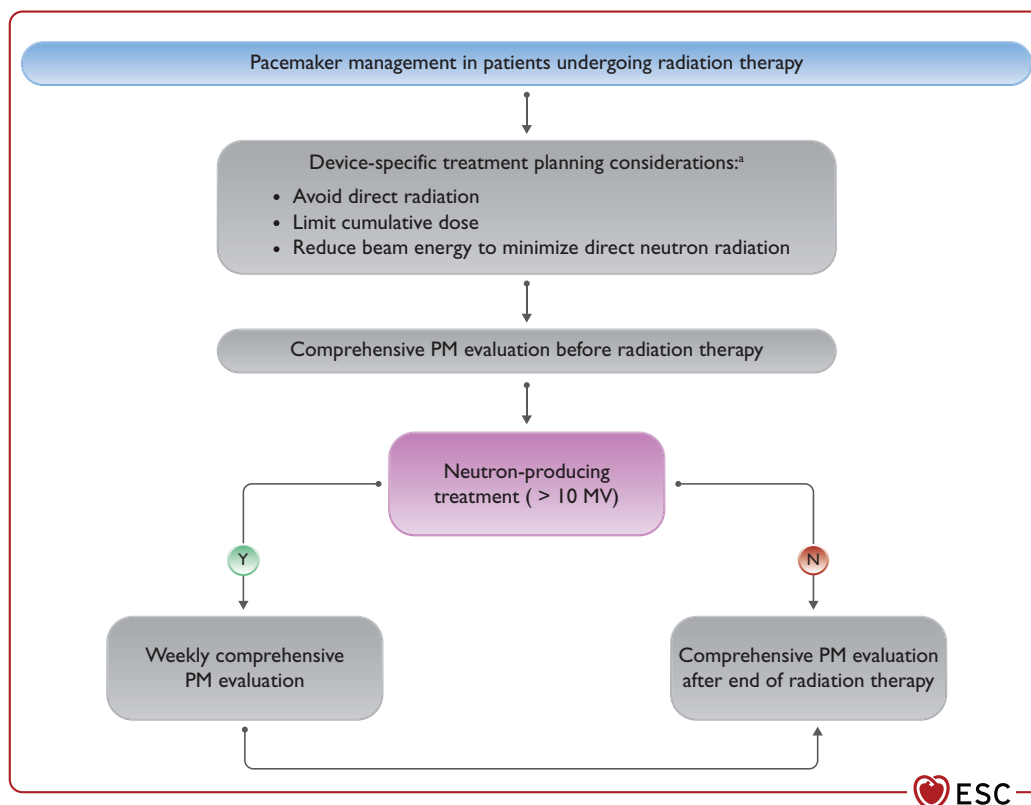 Pacemaker management in patients undergoing radiation therapy
Device-specific treatment planning considerations:ᵃ
• Avoid direct radiation
• Limit cumulative dose
• Reduce beam energy to minimize direct neutron radiation
Comprehensive PM evaluation before radiation therapy
Neutron-producing
treatment ( > 10 MV)
Y
N
Weekly comprehensive
PM evaluation
Comprehensive PM evaluation
after end of radiation therapy
ESC